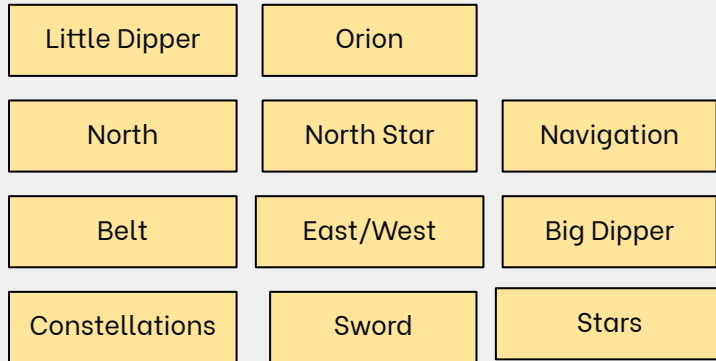 Little Dipper
Orion
North
North Star
Navigation
Belt
East/West
Big Dipper
Constellations
Sword
Stars